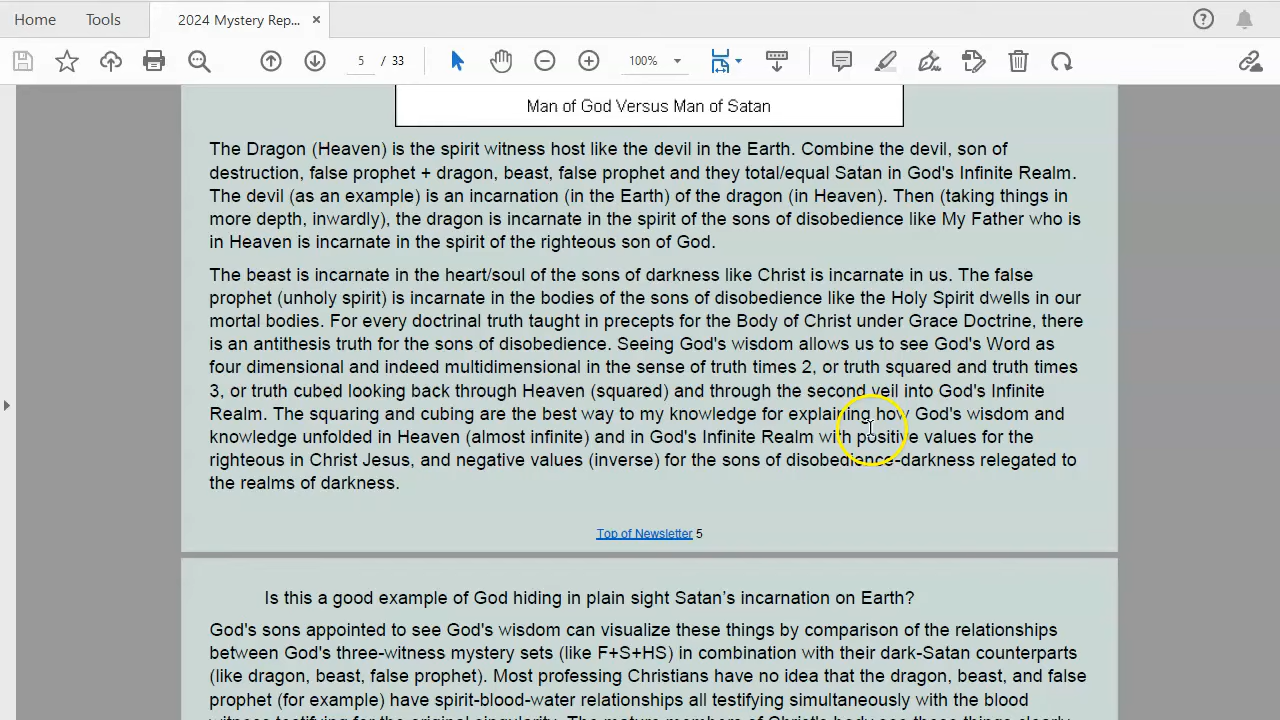 Home
Tools
2024 Mystery Rep...
5 / 33
100%
Man of God Versus Man of Satan
The Dragon (Heaven) is the spirit witness host like the devil in the Earth. Combine the devil, son of
destruction, false prophet + dragon, beast, false prophet and they total/equal Satan in God's Infinite Realm.
The devil (as an example) is an incarnation (in the Earth) of the dragon (in Heaven). Then (taking things in
more depth, inwardly), the dragon is incarnate in the spirit of the sons of disobedience like My Father who is
in Heaven is incarnate in the spirit of the righteous son of God.
The beast is incarnate in the heart/soul of the sons of darkness like Christ is incarnate in us. The false
prophet (unholy spirit) is incarnate in the bodies of the sons of disobedience like the Holy Spirit dwells in our
mortal bodies. For every doctrinal truth taught in precepts for the Body of Christ under Grace Doctrine, there
is an antithesis truth for the sons of disobedience. Seeing God's wisdom allows us to see God's Word as
four dimensional and indeed multidimensional in the sense of truth times 2, or truth squared and truth times
3, or truth cubed looking back through Heaven (squared) and through the second veil into God's Infinite
Realm. The squaring and cubing are the best way to my knowledge for explaining how God's wisdom and
knowledge unfolded in Heaven (almost infinite) and in God's Infinite Realm with positive values for the
righteous in Christ Jesus, and negative values (inverse) for the sons of disobedience-darkness relegated to
the realms of darkness.
Top of Newsletter 5
Is this a good example of God hiding in plain sight Satan's incarnation on Earth?
God's sons appointed to see God's wisdom can visualize these things by comparison of the relationships
between God's three-witness mystery sets (like F+S+HS) in combination with their dark-Satan counterparts
(like dragon, beast, false prophet). Most professing Christians have no idea that the dragon, beast, and false
prophet (for example) have spirit-blood-water relationships all testifying simultaneously with the blood
witness testifying for the original singularity. The mature members of Christ's body see these things clearly